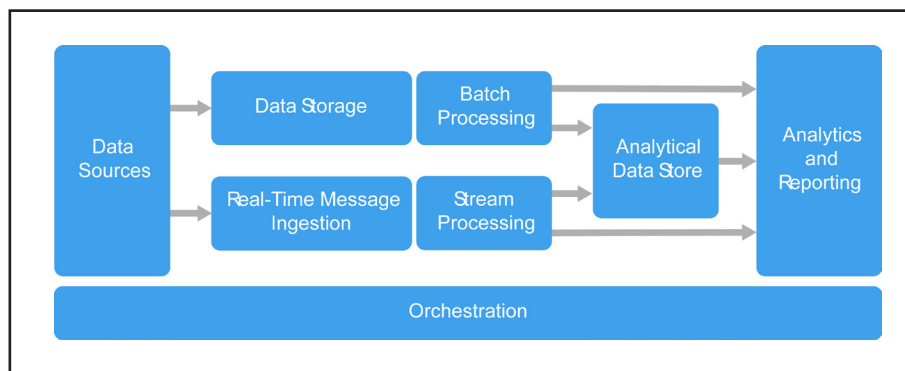 Data
Sources
Data Storage
Batch
Processing
Real-Time Message
Ingestion
Stream
Processing
Analytical
Data Store
Analytics
and
Reporting
Orchestration